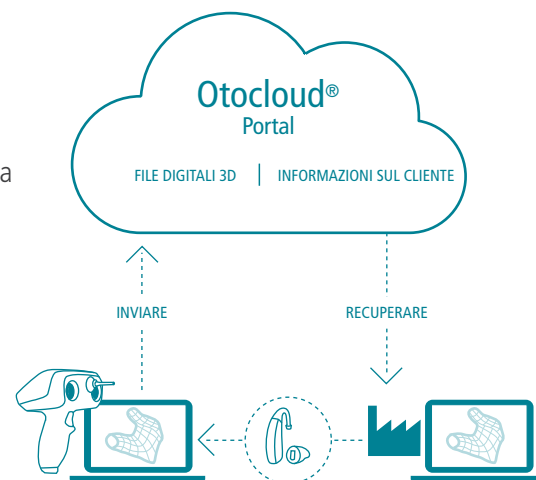 Otocloud®
Portal
a
FILE DIGITALI 3D | INFORMAZIONI SUL CLIENTE
INVIARE
RECUPERARE